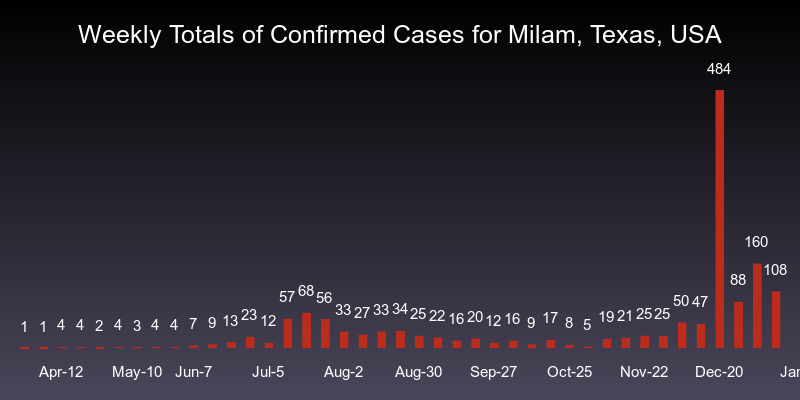 Weekly Totals of Confirmed Cases for Milam, Texas, USA
484
160
108
88
68
57 56
50 47
33 27 33 34 25 22 16 20 12 16 9 17 8 5 19 21 25 25
1 1 4 4 2 4 3 4 4 7 9 13 23 12
Apr-12 May-10 Jun-7 Jul-5 Aug-2 Aug-30 Sep-27 Oct-25 Nov-22 Dec-20 Jan